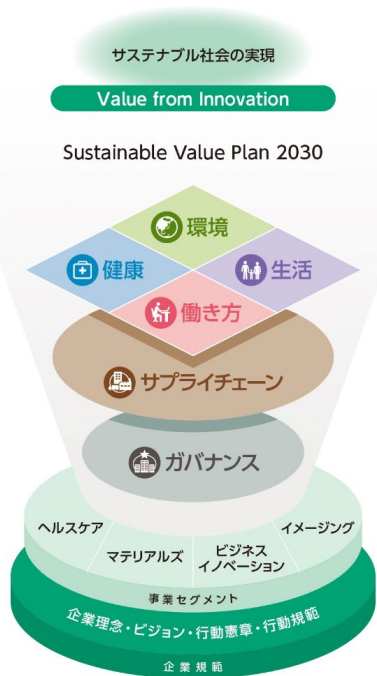 サステナブル社会の実現
Value from Innovation
Sustainable Value Plan 2030
環境
健康
生活
働き方
サプライチェーン
ガバナンス
ヘルスケア
マテリアルズ
ビジネス
イノベーション
イメージング
事業セグメント
企業理念・ビジョン・行動憲章・行動規範
企業規範